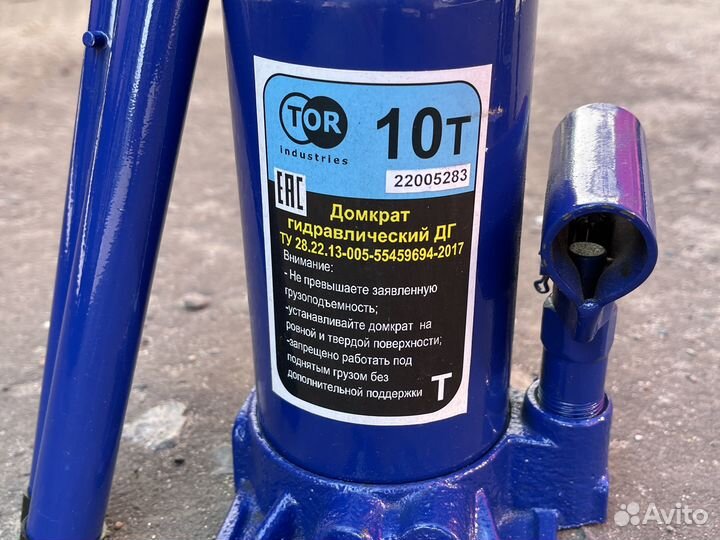 TOR
industries
10т
22005283
EAC
Домкрат
гидравлический ДГ
ТУ 28.22.13-005-55459694-2017
Внимание:
- Не превышаете заявленную
грузоподъемность;
-устанавливайте домкрат на
ровной и твердой поверхности;
-запрещено работать под
поднятым грузом без
дополнительной поддержки
Т
Avito